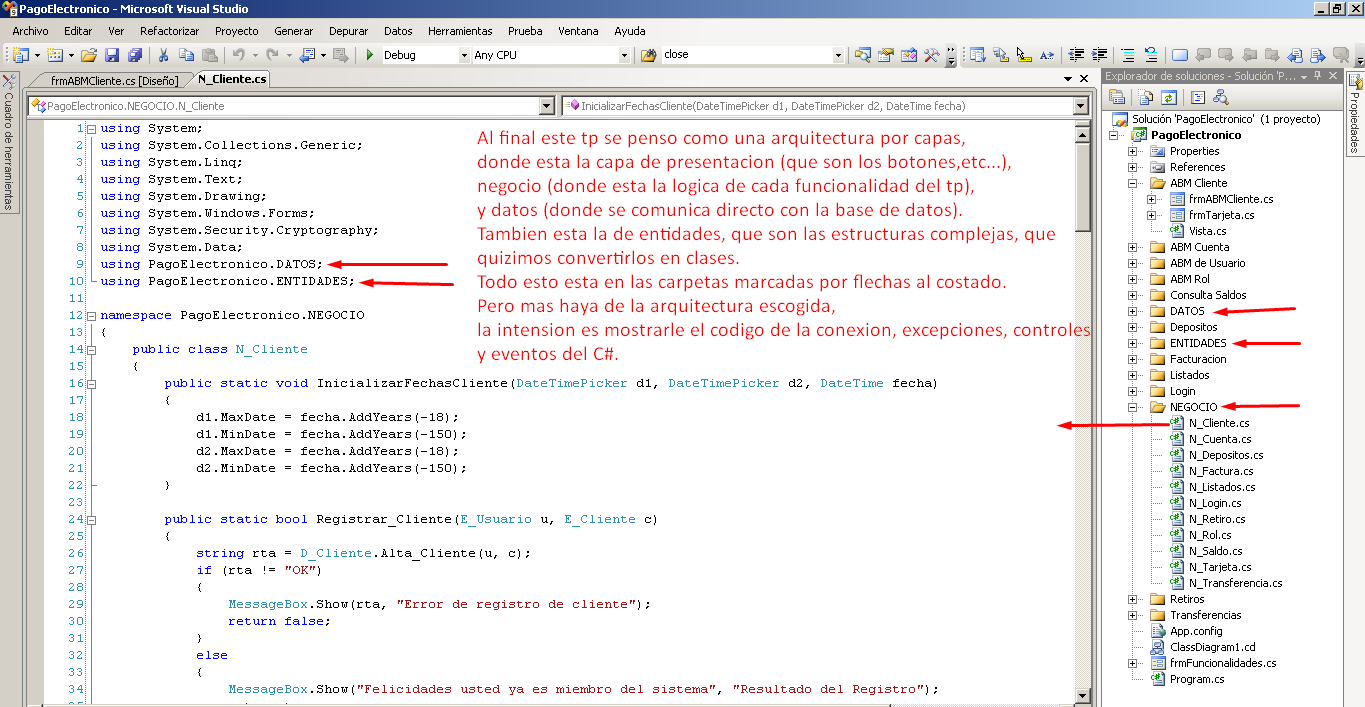 PagoElectronico - Microsoft Visual Studio
Archivo Editar Ver Refactorizar Proyecto Generar Depurar Datos Herramientas Prueba Ventana Ayuda
Debug Any CPU close
Cuadro de herramientas
frmABMCliente.cs [Diseño] N_Cliente.cs
PagoElectronico.NEGOCIO.N_Cliente InicializarFechasCliente(DateTimePicker d1, DateTimePicker d2, DateTime fecha)
1 using System;
2 using System.Collections.Generic;
3 using System.Linq;
4 using System.Text;
5 using System.Drawing;
6 using System.Windows.Forms;
7 using System.Security.Cryptography;
8 using System.Data;
9 using PagoElectronico.DATOS;
10 using PagoElectronico.ENTIDADES;
11
12 namespace PagoElectronico.NEGOCIO
13 {
14 public class N_Cliente
15 {
16 public static void InicializarFechasCliente(DateTimePicker d1, DateTimePicker d2, DateTime fecha)
17 {
18 d1.MaxDate = fecha.AddYears(-18);
19 d1.MinDate = fecha.AddYears(-150);
20 d2.MaxDate = fecha.AddYears(-18);
21 d2.MinDate = fecha.AddYears(-150);
22 }
23
24 public static bool Registrar_Cliente(E_Usuario u, E_Cliente c)
25 {
26 string rta = D_Cliente.Alta_Cliente(u, c);
27 if (rta != "OK")
28 {
29 MessageBox.Show(rta, "Error de registro de cliente");
30 return false;
31 }
32 else
33 {
34 MessageBox.Show("Felicidades usted ya es miembro del sistema", "Resultado del Registro");
Al final este tp se penso como una arquitectura por capas,
donde esta la capa de presentacion (que son los botones,etc...),
negocio (donde esta la logica de cada funcionalidad del tp),
y datos (donde se comunica directo con la base de datos).
Tambien esta la de entidades, que son las estructuras complejas, que
quizimos convertirlos en clases.
Todo esto esta en las carpetas marcadas por flechas al costado.
Pero mas haya de la arquitectura escogida,
la intension es mostrarle el codigo de la conexion, excepciones, controles
y eventos del C#.
Explorador de soluciones - Solución 'P...
Solución 'PagoElectronico' (1 proyecto)
PagoElectronico
Properties
References
ABM Cliente
frmABMCliente.cs
frmTarjeta.cs
Vista.cs
ABM Cuenta
ABM de Usuario
ABM Rol
Consulta Saldos
DATOS
Depositos
ENTIDADES
Facturacion
Listados
Login
NEGOCIO
N_Cliente.cs
N_Cuenta.cs
N_Depositos.cs
N_Factura.cs
N_Listados.cs
N_Login.cs
N_Retiro.cs
N_Rol.cs
N_Saldo.cs
N_Tarjeta.cs
N_Transferencia.cs
Retiros
Transferencias
App.config
ClassDiagram1.cd
frmFuncionalidades.cs
Program.cs
Propiedades